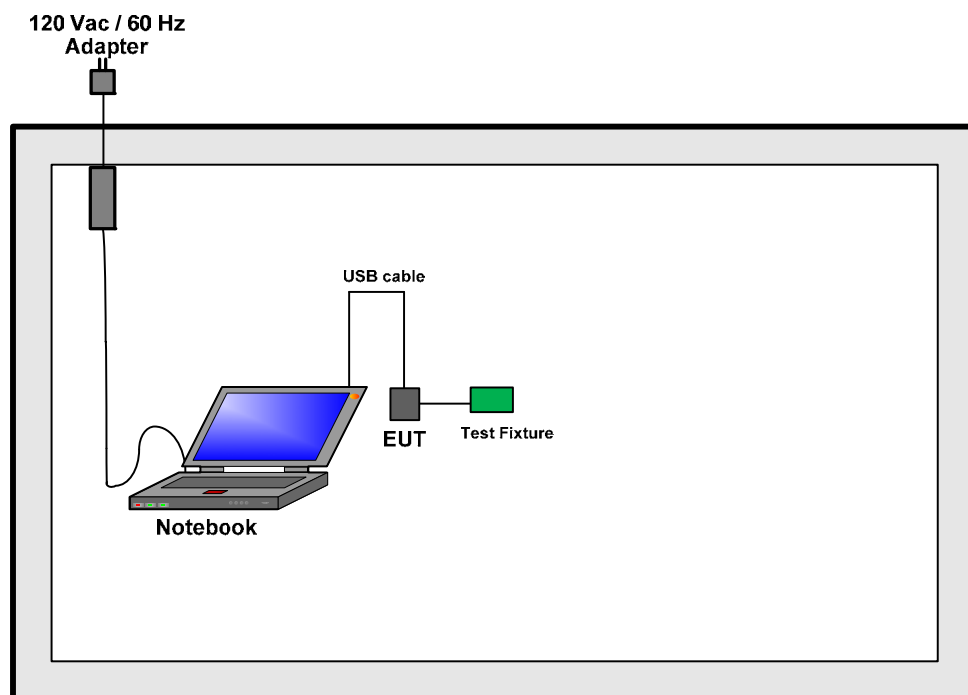 120 Vac / 60 Hz
Adapter
USB cable
EUT
Test Fixture
Notebook